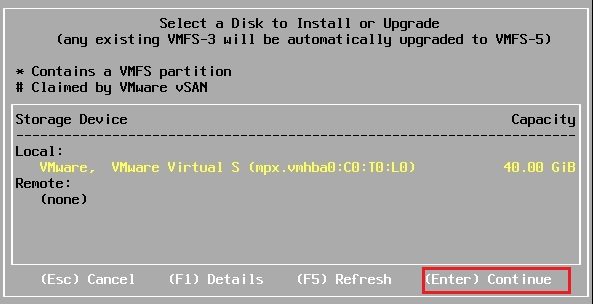 Select a Disk to Install or Upgrade
(any existing VMFS-3 will be automatically upgraded to VMFS-5)
* Contains a VMFS partition
# Claimed by VMware vSAN
Storage Device Capacity
Local:
VMware, VMware Virtual S (mpx.vmhba0:C0:T0:L0) 40.00 GiB
Remote:
(none)
(Esc) Cancel (F1) Details (F5) Refresh (Enter) Continue